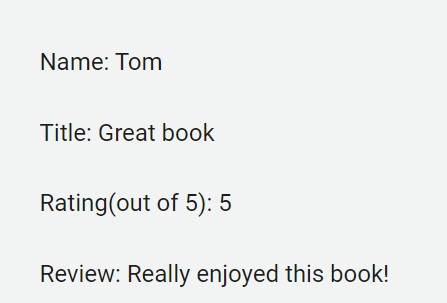 Name: Tom
Title: Great book
Rating(out of 5): 5
Review: Really enjoyed this book!